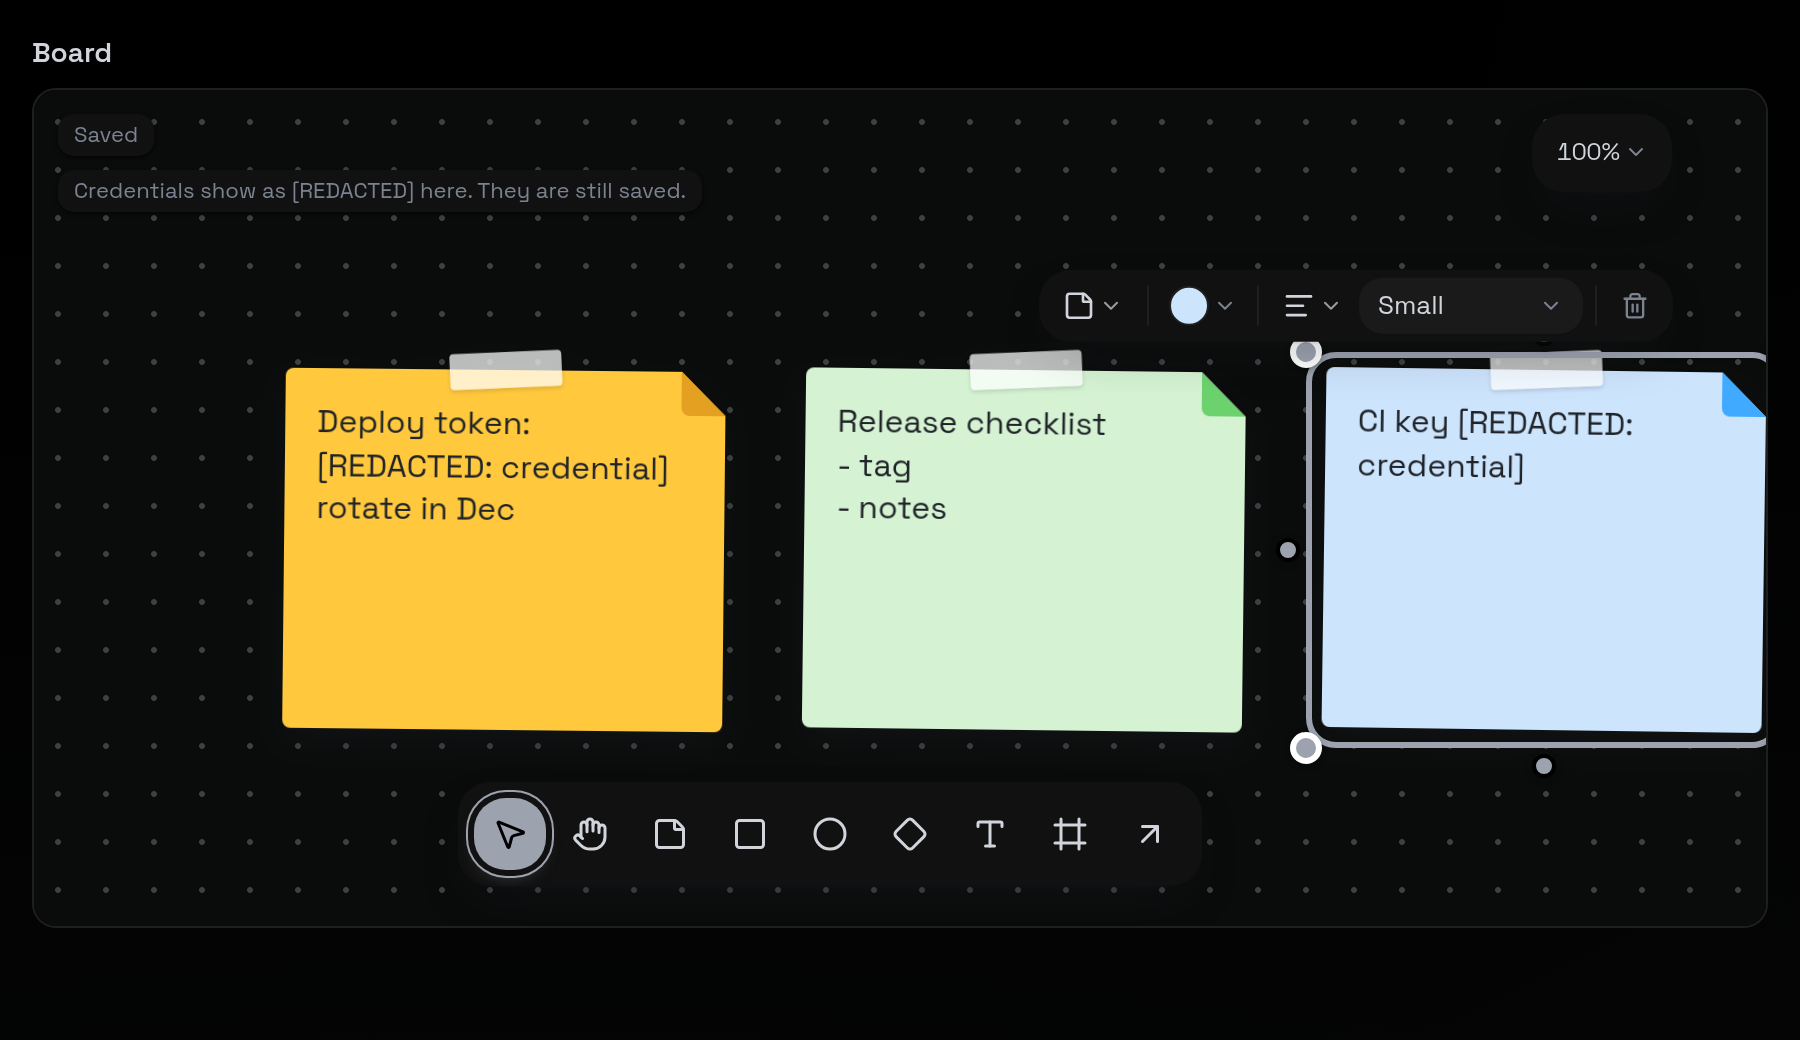 Board
Saved
100%
Credentials show as [REDACTED] here. They are still saved.
Small
Deploy token:
[REDACTED: credential]
rotate in Dec
Release checklist
- tag
- notes
CI key [REDACTED:
credential]